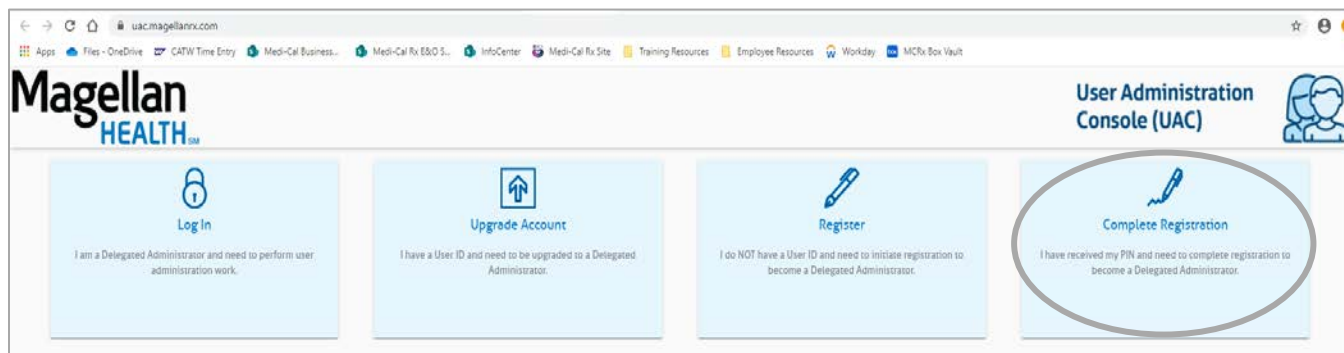 uac.magellanrx.com
Apps Files - OneDrive CATW Time Entry Medi-Cal Business... Medi-Cal Rx E&O S... InfoCenter Medi-Cal Rx Site Training Resources Employee Resources Workday MCRx Box Vault
Magellan
HEALTH SM
User Administration
Console (UAC)
Log In
I am a Delegated Administrator and need to perform user
administration work.
Upgrade Account
I have a User ID and need to be upgraded to a Delegated
Administrator.
Register
I do NOT have a User ID and need to initiate registration to
become a Delegated Administrator.
Complete Registration
I have received my PIN and need to complete registration to
become a Delegated Administrator.